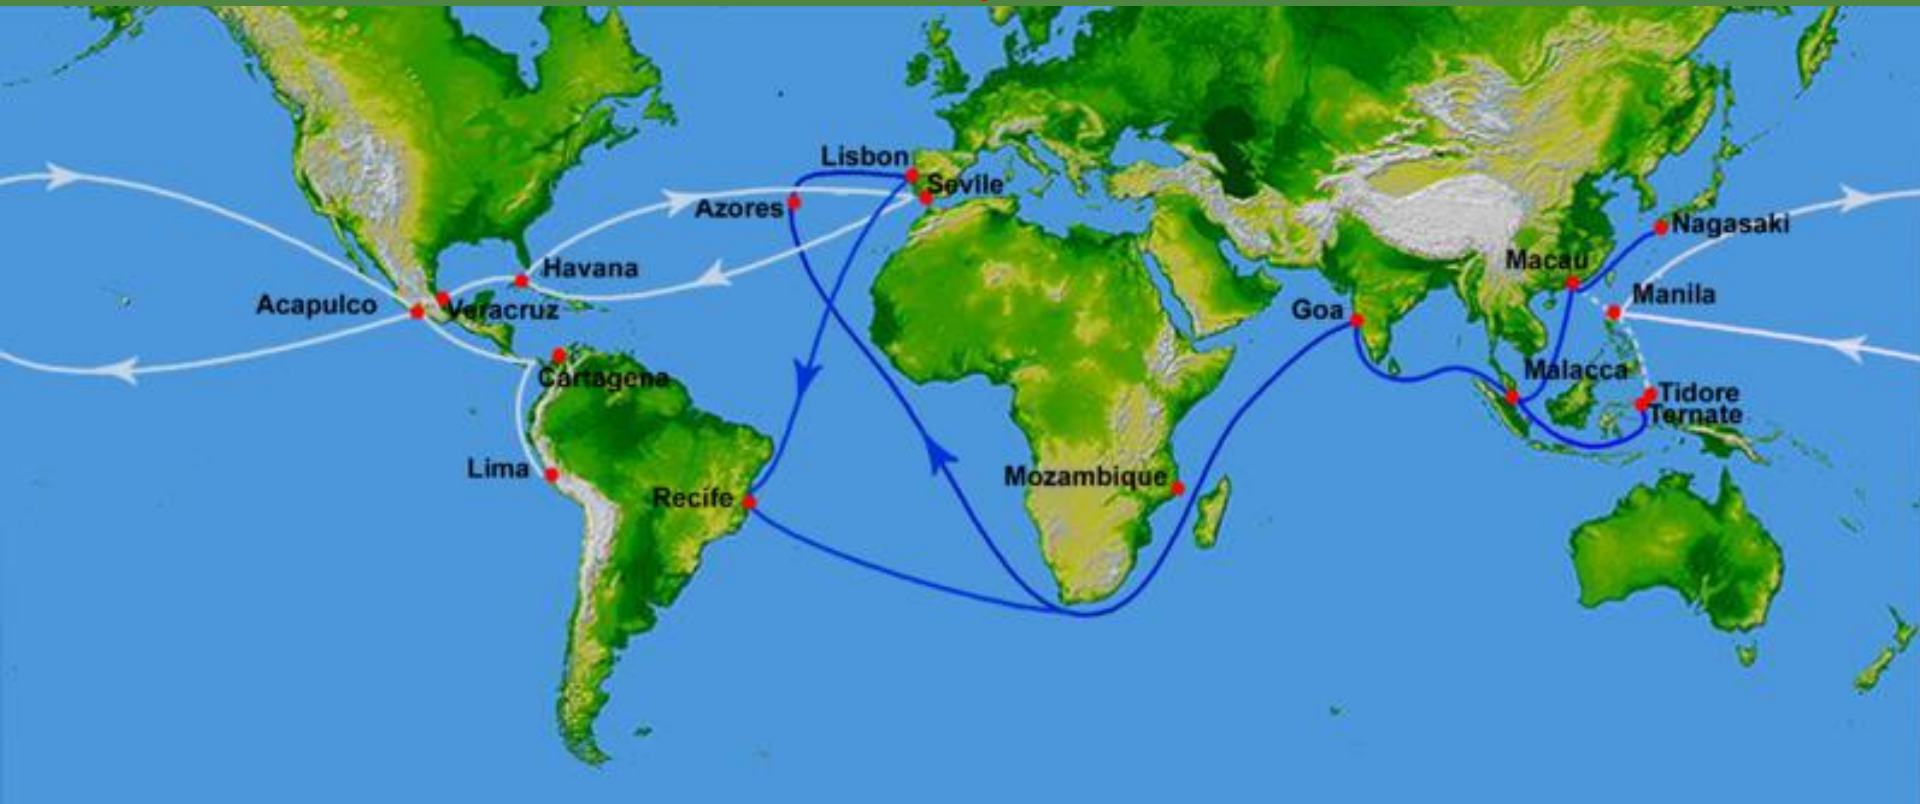 Lisbon
Sevile
Azores
Nagasaki
Havana
Macau
Acapulco
Veracruz
Goa
Manila
Cartagena
Malacca
Tidore
Ternate
Lima
Mozambique
Recife